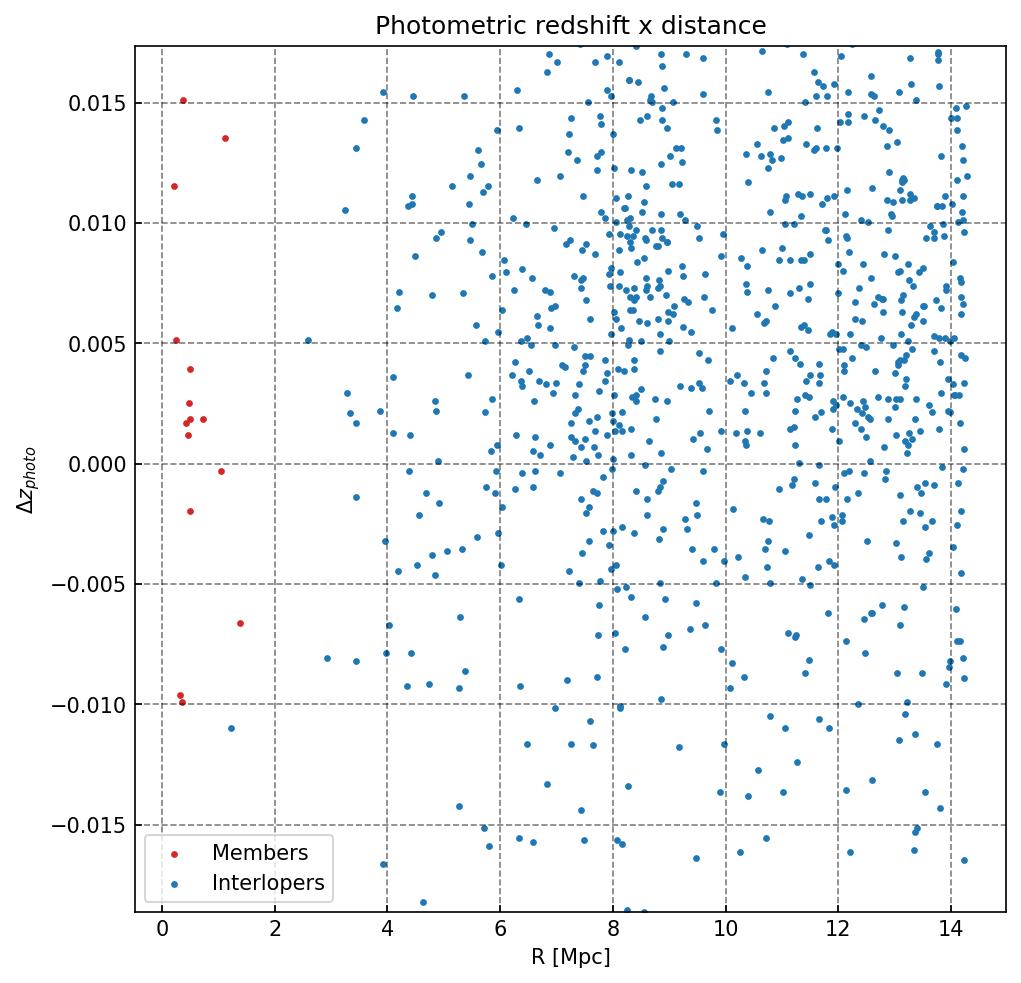 Photometric redshift x distance
0.015
0.010
0.005
0.000
−0.005
−0.010
−0.015
Δz_photo
Members
Interlopers
0 2 4 6 8 10 12 14
R [Mpc]